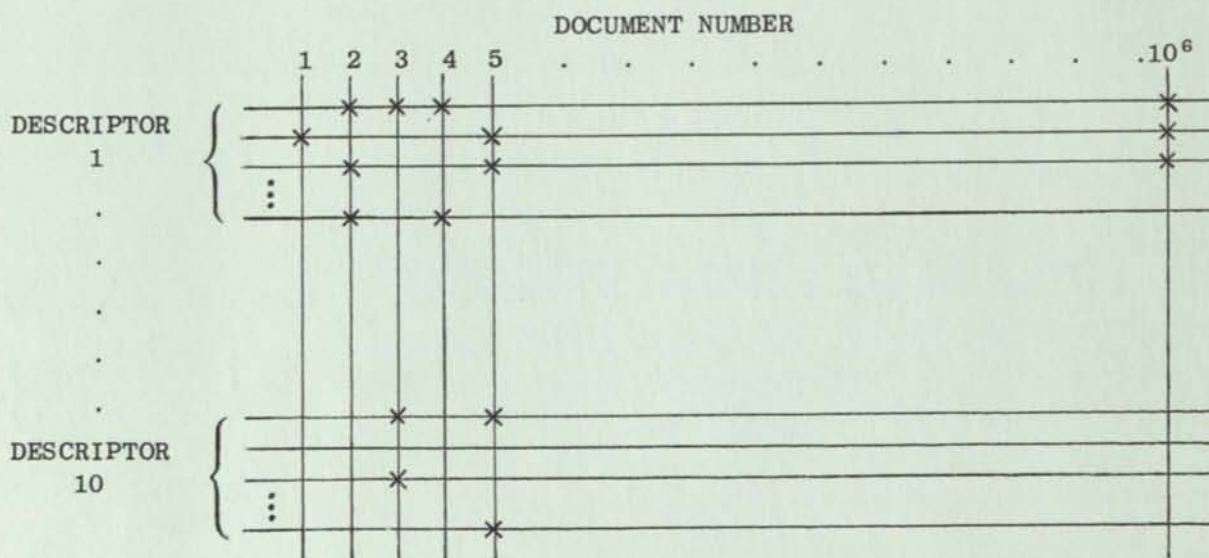 DOCUMENT NUMBER
1 2 3 4 5 . . . . . . . . . . 10⁶
DESCRIPTOR
1
.
.
.
.
.
DESCRIPTOR
10